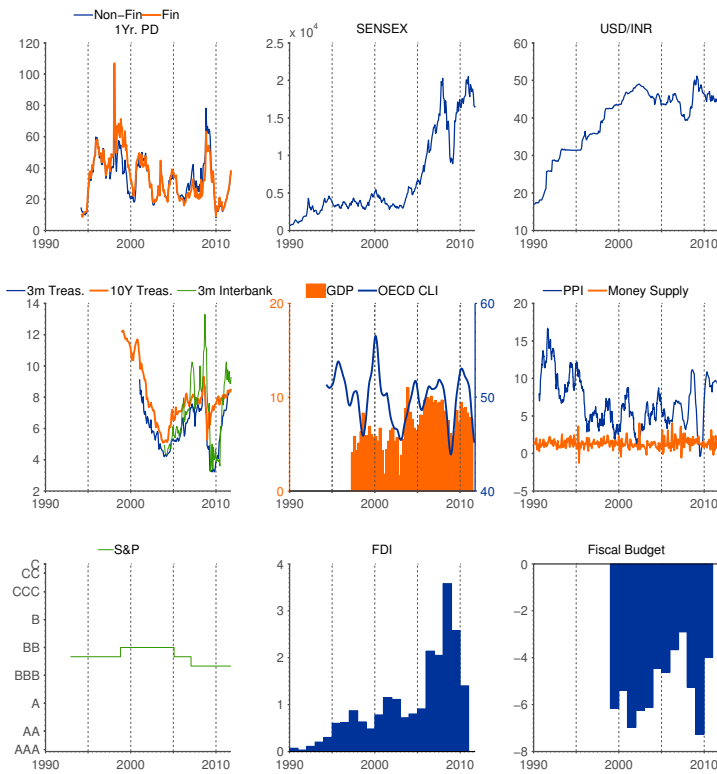 Non-Fin Fin
1Yr. PD
120
100
80
60
40
20
0
1990 2000 2010
SENSEX
x 10^4
2.5
2
1.5
1
0.5
0
1990 2000 2010
USD/INR
60
50
40
30
20
10
1990 2000 2010
3m Treas. 10Y Treas. 3m Interbank
14
12
10
8
6
4
2
1990 2000 2010
GDP OECD CLI
20 60
10 50
0 40
1990 2000 2010
PPI Money Supply
20
15
10
5
0
−5
1990 2000 2010
S&P
C
CC
CCC
B
BB
BBB
A
AA
AAA
1990 2000 2010
FDI
4
3
2
1
0
1990 2000 2010
Fiscal Budget
0
−2
−4
−6
−8
1990 2000 2010